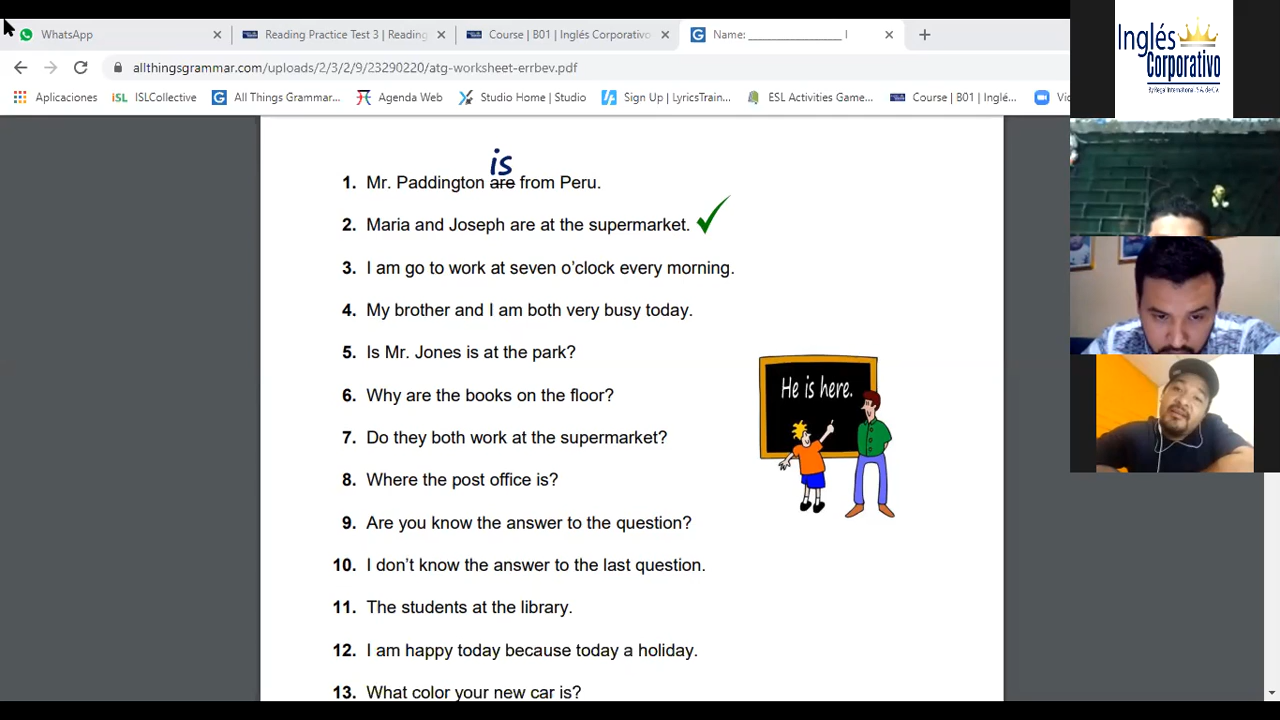 WhatsApp
Reading Practice Test 3 | Reading
Course | B01 | Inglés Corporativo
Name: ___________________ |
allthingsgrammar.com/uploads/2/3/2/9/23290220/atg-worksheet-errbev.pdf
Aplicaciones
iSL ISLCollective
G All Things Grammar...
Agenda Web
Studio Home | Studio
Sign Up | LyricsTrain...
ESL Activities Game...
Course | B01 | Inglé...
Inglés
Corporativo
is
1. Mr. Paddington are from Peru.
2. Maria and Joseph are at the supermarket.
3. I am go to work at seven o’clock every morning.
4. My brother and I am both very busy today.
5. Is Mr. Jones is at the park?
6. Why are the books on the floor?
7. Do they both work at the supermarket?
8. Where the post office is?
9. Are you know the answer to the question?
10. I don’t know the answer to the last question.
11. The students at the library.
12. I am happy today because today a holiday.
13. What color your new car is?
He is here.